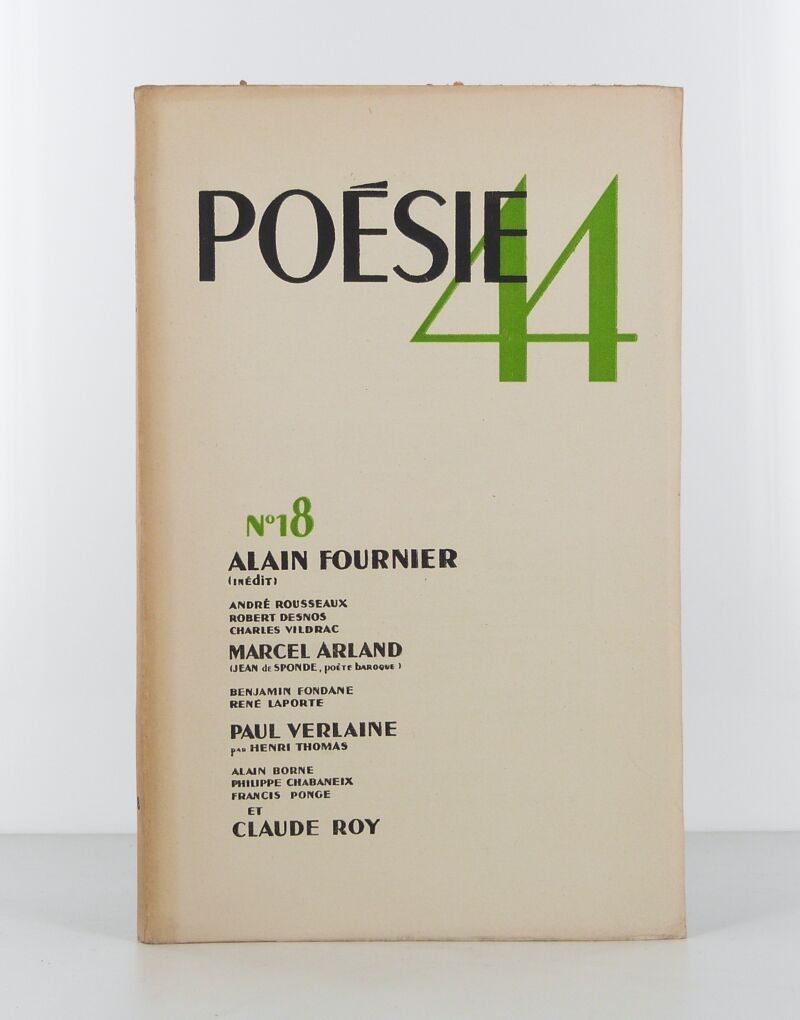 POÉSIE 44
Nº18
ALAIN FOURNIER
(INÉDIT)
ANDRÉ ROUSSEAUX
ROBERT DESNOS
CHARLES VILDRAC
MARCEL ARLAND
(JEAN de SPONDE, poète baroque)
BENJAMIN FONDANE
RENÉ LAPORTE
PAUL VERLAINE
par HENRI THOMAS
ALAIN BORNE
PHILIPPE CHABANEIX
FRANCIS PONGE
ET
CLAUDE ROY